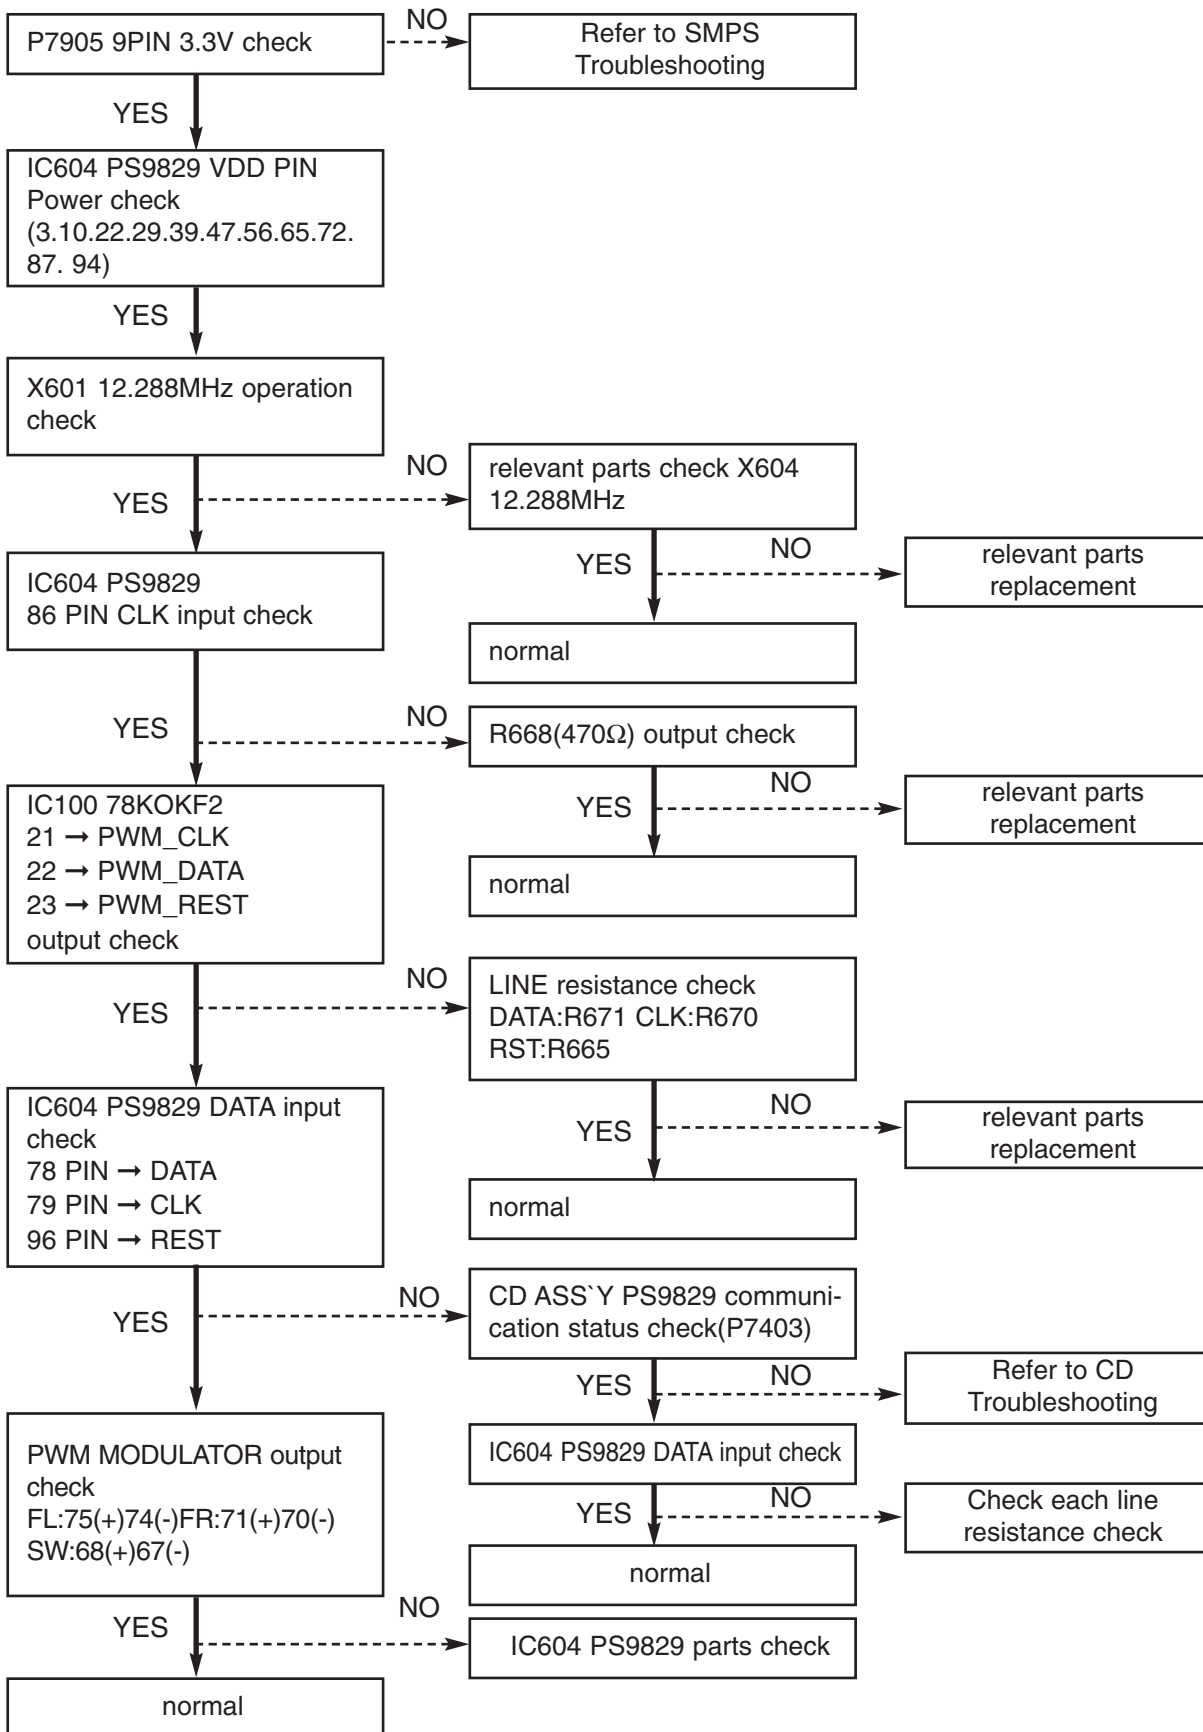 P7905 9PIN 3.3V check
NO
Refer to SMPS
Troubleshooting
YES
IC604 PS9829 VDD PIN
Power check
(3.10.22.29.39.47.56.65.72.
87. 94)
YES
X601 12.288MHz operation
check
NO
relevant parts check X604
12.288MHz
YES
YES
NO
relevant parts
replacement
IC604 PS9829
86 PIN CLK input check
normal
YES
NO
R668(470Ω) output check
YES
NO
relevant parts
replacement
IC100 78KOKF2
21 → PWM_CLK
22 → PWM_DATA
23 → PWM_REST
output check
normal
YES
NO
LINE resistance check
DATA:R671 CLK:R670
RST:R665
YES
NO
relevant parts
replacement
IC604 PS9829 DATA input
check
78 PIN → DATA
79 PIN → CLK
96 PIN → REST
normal
YES
NO
CD ASS`Y PS9829 communi-
cation status check(P7403)
YES
NO
Refer to CD
Troubleshooting
PWM MODULATOR output
check
FL:75(+)74(-)FR:71(+)70(-)
SW:68(+)67(-)
IC604 PS9829 DATA input check
YES
NO
Check each line
resistance check
normal
YES
NO
IC604 PS9829 parts check
normal